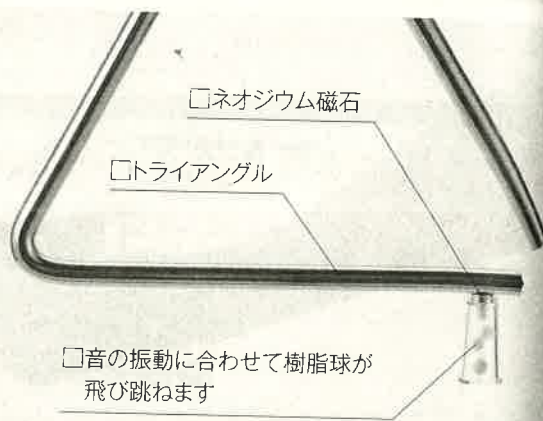 □ネオジウム磁石
□トライアングル
□音の振動に合わせて樹脂球が
飛び跳ねます